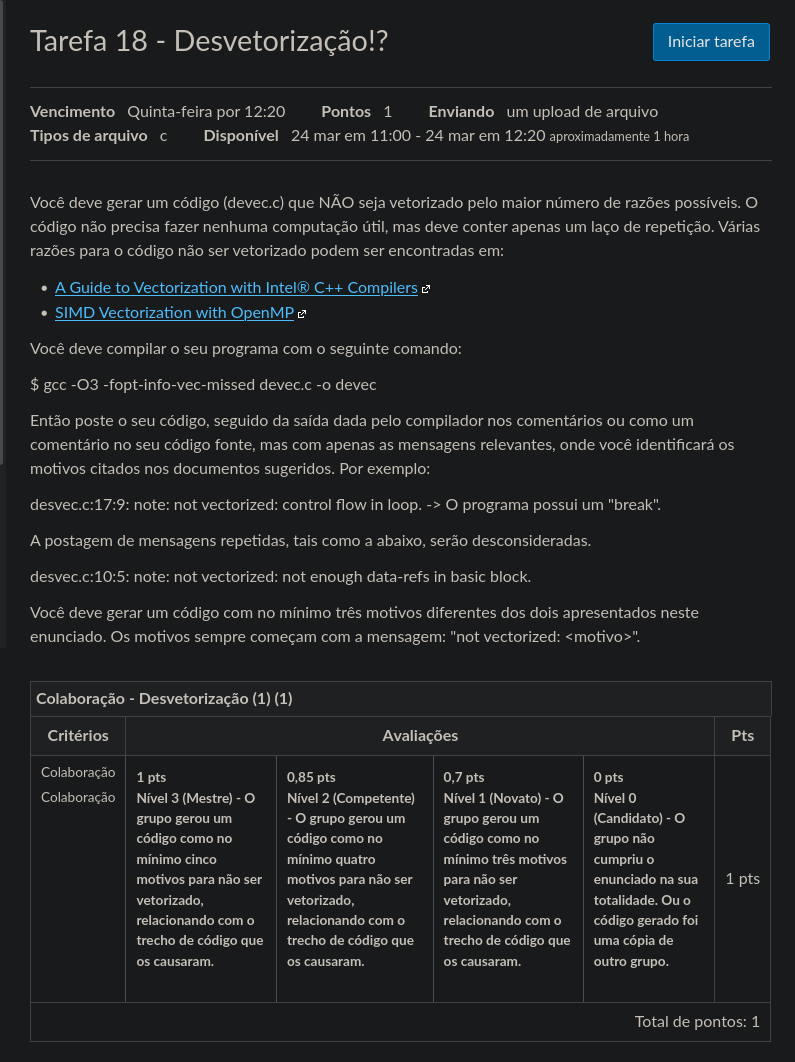 Tarefa 18 - Desvetorização!?
Iniciar tarefa
Vencimento Quinta-feira por 12:20 Pontos 1 Enviando um upload de arquivo
Tipos de arquivo c Disponível 24 mar em 11:00 - 24 mar em 12:20 aproximadamente 1 hora
Você deve gerar um código (devec.c) que NÃO seja vetorizado pelo maior número de razões possíveis. O
código não precisa fazer nenhuma computação útil, mas deve conter apenas um laço de repetição. Várias
razões para o código não ser vetorizado podem ser encontradas em:
• A Guide to Vectorization with Intel® C++ Compilers
• SIMD Vectorization with OpenMP
Você deve compilar o seu programa com o seguinte comando:
$ gcc -O3 -fopt-info-vec-missed devec.c -o devec
Então poste o seu código, seguido da saída dada pelo compilador nos comentários ou como um
comentário no seu código fonte, mas com apenas as mensagens relevantes, onde você identificará os
motivos citados nos documentos sugeridos. Por exemplo:
desvec.c:17:9: note: not vectorized: control flow in loop. -> O programa possui um "break".
A postagem de mensagens repetidas, tais como a abaixo, serão desconsideradas.
desvec.c:10:5: note: not vectorized: not enough data-refs in basic block.
Você deve gerar um código com no mínimo três motivos diferentes dos dois apresentados neste
enunciado. Os motivos sempre começam com a mensagem: "not vectorized: <motivo>".
Colaboração - Desvetorização (1) (1)
Critérios
Avaliações
Pts
Colaboração
Colaboração
1 pts
Nível 3 (Mestre) - O
grupo gerou um
código como no
mínimo cinco
motivos para não ser
vetorizado,
relacionando com o
trecho de código que
os causaram.
0,85 pts
Nível 2 (Competente)
- O grupo gerou um
código como no
mínimo quatro
motivos para não ser
vetorizado,
relacionando com o
trecho de código que
os causaram.
0,7 pts
Nível 1 (Novato) - O
grupo gerou um
código como no
mínimo três motivos
para não ser
vetorizado,
relacionando com o
trecho de código que
os causaram.
0 pts
Nível 0
(Candidato) - O
grupo não
cumpriu o
enunciado na sua
totalidade. Ou o
código gerado foi
uma cópia de
outro grupo.
1 pts
Total de pontos: 1